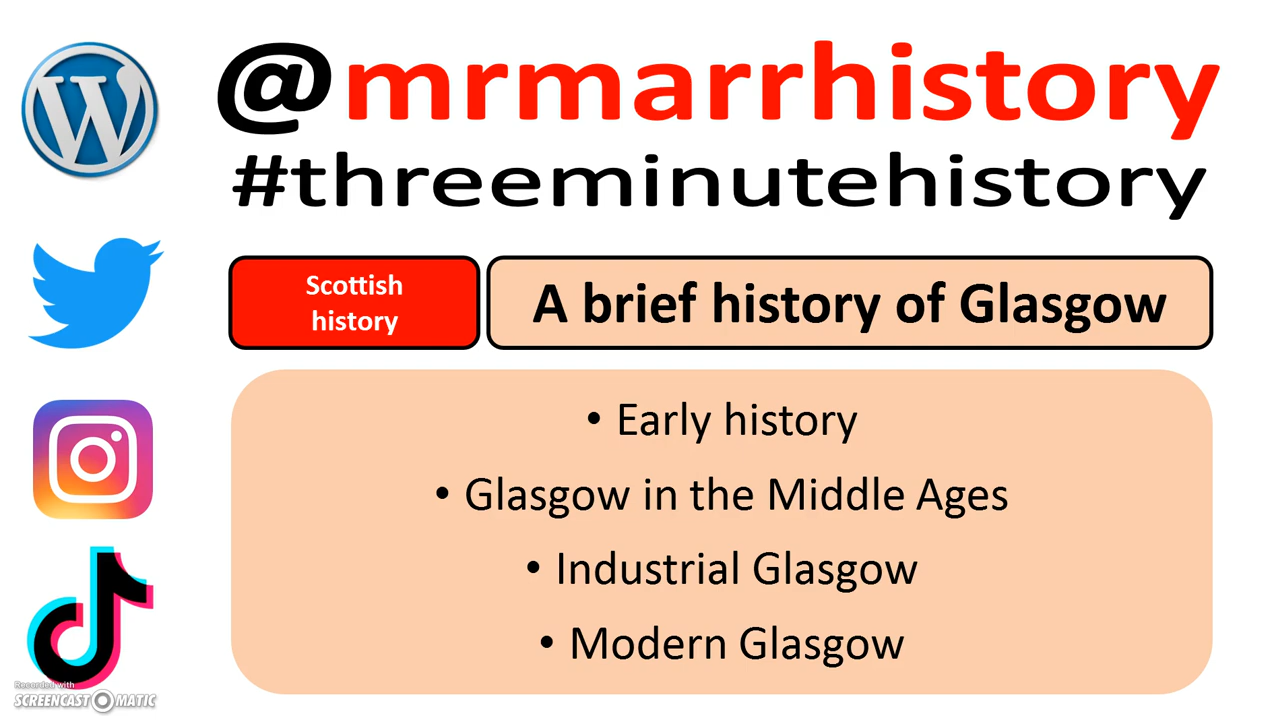 @mrmarrhistory
#threeminutehistory
Scottish
history
A brief history of Glasgow
• Early history
• Glasgow in the Middle Ages
• Industrial Glasgow
• Modern Glasgow
Recorded with
SCREENCAST MATIC